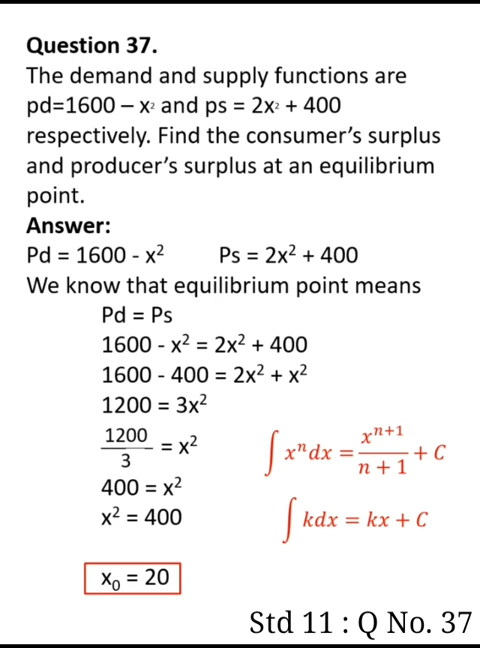 Question 37.
The demand and supply functions are
pd=1600 – x² and ps = 2x² + 400
respectively. Find the consumer’s surplus
and producer’s surplus at an equilibrium
point.
Answer:
Pd = 1600 - x² Ps = 2x² + 400
We know that equilibrium point means
Pd = Ps
1600 - x² = 2x² + 400
1600 - 400 = 2x² + x²
1200 = 3x²
1200/3 = x²
∫ xⁿdx = xⁿ⁺¹/n + 1 + C
400 = x²
x² = 400
∫ kdx = kx + C
x₀ = 20
Std 11 : Q No. 37